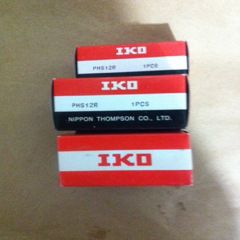 IKO
PHS12R 1PCS
IKO
PHS12R 1PCS
NIPPON THOMPSON CO., LTD.
IKO